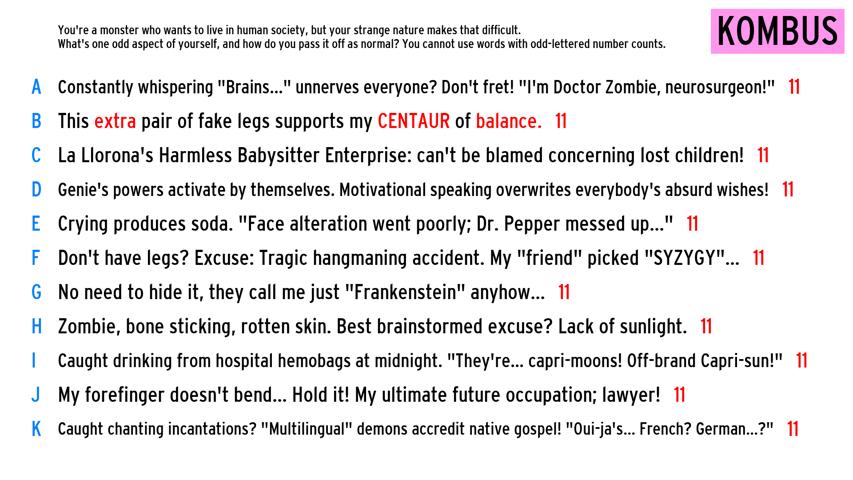 You're a monster who wants to live in human society, but your strange nature makes that difficult.
What's one odd aspect of yourself, and how do you pass it off as normal? You cannot use words with odd-lettered number counts.
KOMBUS
A Constantly whispering "Brains..." unnerves everyone? Don't fret! "I'm Doctor Zombie, neurosurgeon!" 11
B This extra pair of fake legs supports my CENTAUR of balance. 11
C La Llorona's Harmless Babysitter Enterprise: can't be blamed concerning lost children! 11
D Genie's powers activate by themselves. Motivational speaking overwrites everybody's absurd wishes! 11
E Crying produces soda. "Face alteration went poorly; Dr. Pepper messed up..." 11
F Don't have legs? Excuse: Tragic hangmaning accident. My "friend" picked "SYZYGY"... 11
G No need to hide it, they call me just "Frankenstein" anyhow... 11
H Zombie, bone sticking, rotten skin. Best brainstormed excuse? Lack of sunlight. 11
I Caught drinking from hospital hemobags at midnight. "They're... capri-moons! Off-brand Capri-sun!" 11
J My forefinger doesn't bend... Hold it! My ultimate future occupation; lawyer! 11
K Caught chanting incantations? "Multilingual" demons accredit native gospel! "Oui-ja's... French? German...?" 11